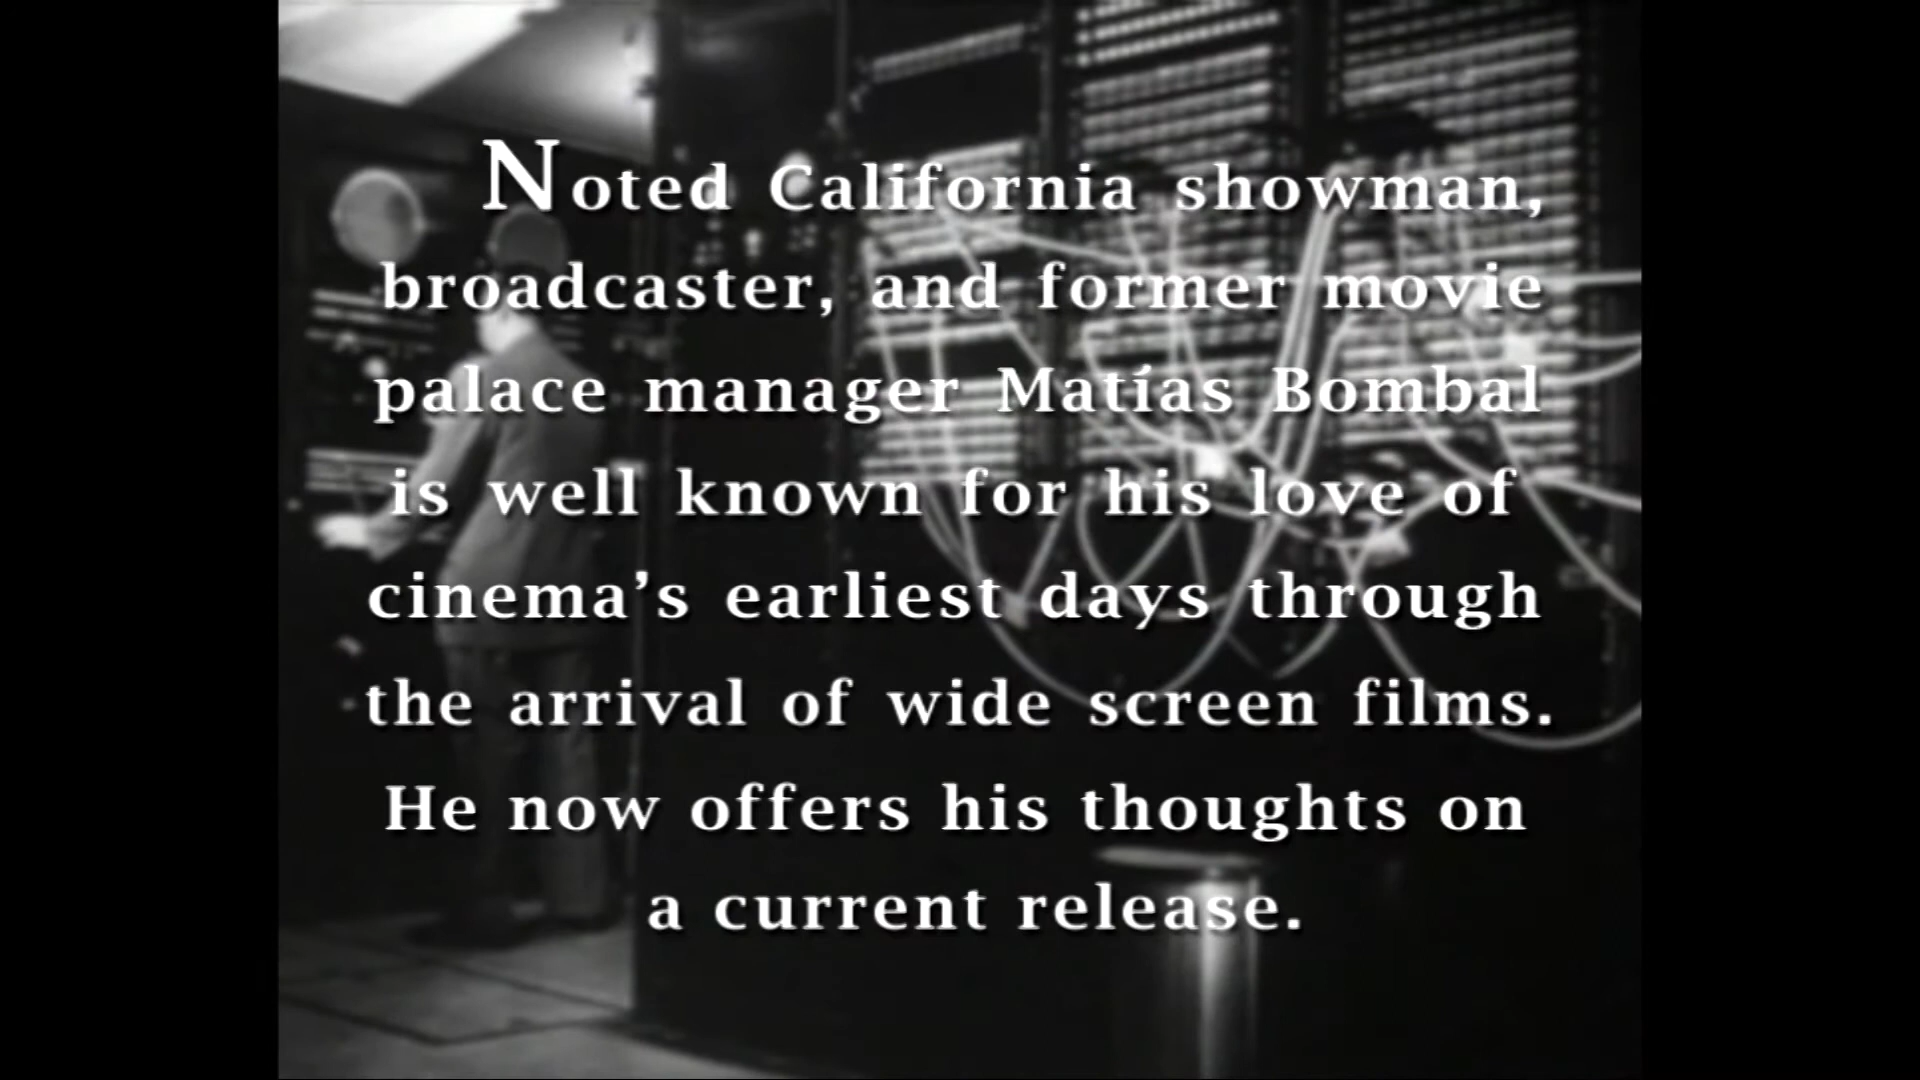 Noted California showman,
broadcaster, and former movie
palace manager Matías Bombal
is well known for his love of
cinema’s earliest days through
the arrival of wide screen films.
He now offers his thoughts on
a current release.